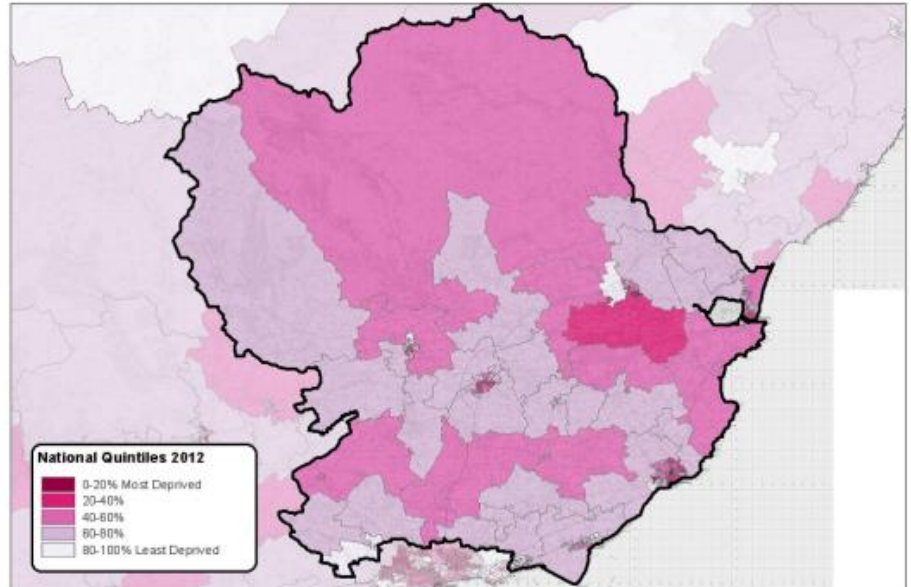 National Quintiles 2012
0-20% Most Deprived
20-40%
40-60%
60-80%
80-100% Least Deprived